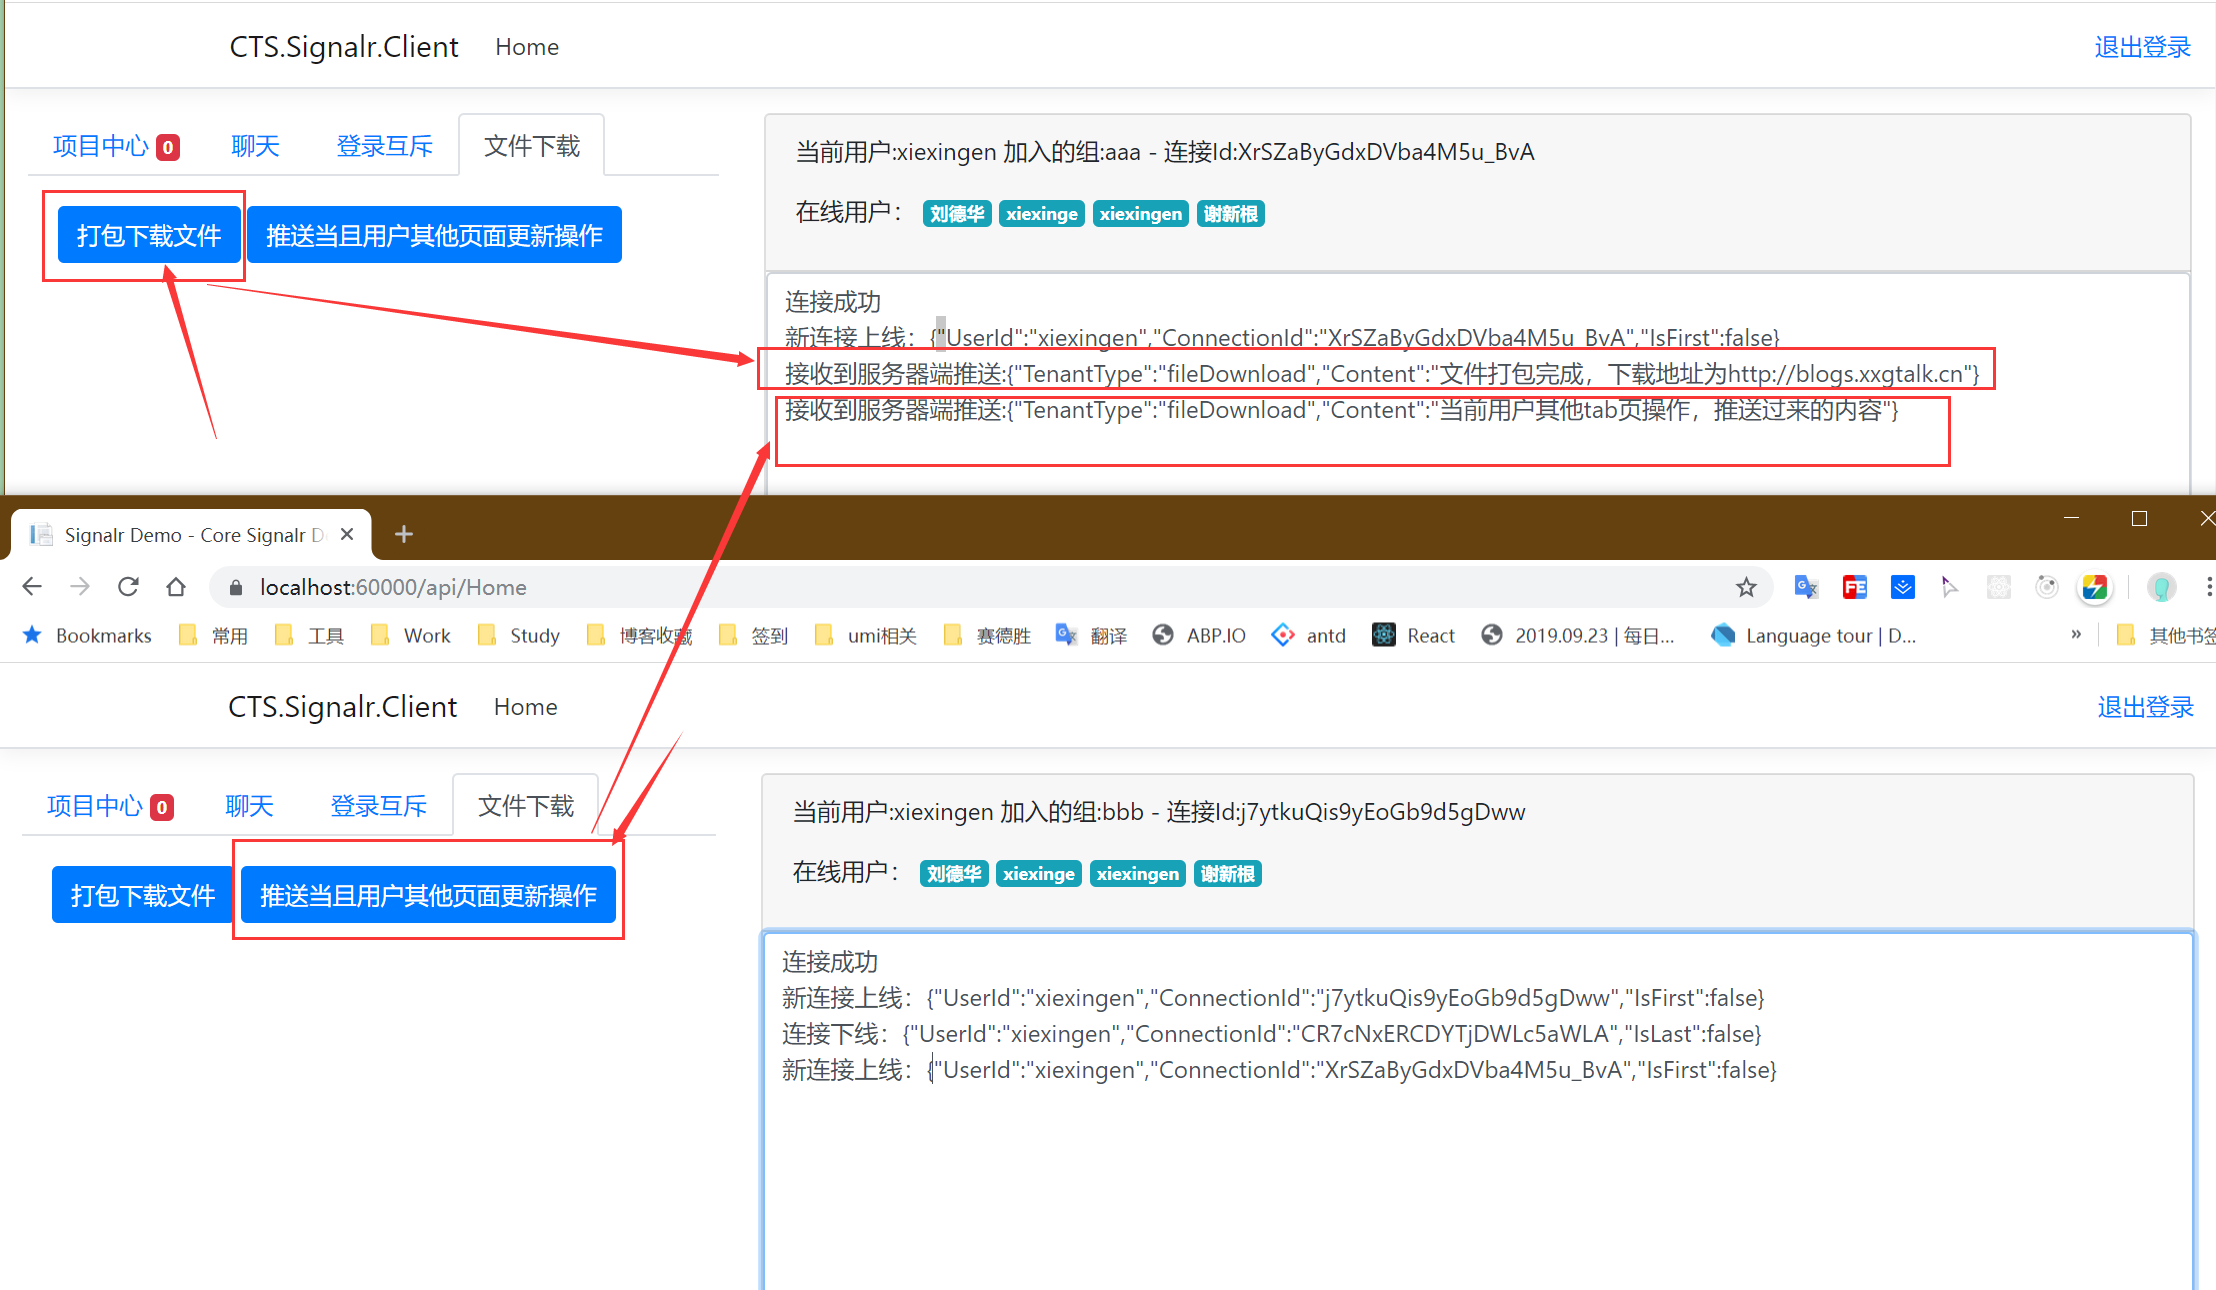 CTS.Signalr.Client Home 退出登录
项目中心 0 聊天 登录互斥 文件下载
打包下载文件 推送当且用户其他页面更新操作
当前用户:xiexingen 加入的组:aaa - 连接Id:XrSZaByGdxDVba4M5u_BvA
在线用户： 刘德华 xiexinge xiexingen 谢新根
连接成功
新连接上线：{"UserId":"xiexingen","ConnectionId":"XrSZaByGdxDVba4M5u_BvA","IsFirst":false}
接收到服务器端推送:{"TenantType":"fileDownload","Content":"文件打包完成，下载地址为http://blogs.xxgtalk.cn"}
接收到服务器端推送:{"TenantType":"fileDownload","Content":"当前用户其他tab页操作，推送过来的内容"}
Signalr Demo - Core Signalr D
localhost:60000/api/Home
Bookmarks 常用 工具 Work Study 博客收藏 签到 umi相关 赛德胜 翻译 ABP.IO antd React 2019.09.23 | 每日... Language tour | D... » 其他书签
CTS.Signalr.Client Home 退出登录
项目中心 0 聊天 登录互斥 文件下载
打包下载文件 推送当且用户其他页面更新操作
当前用户:xiexingen 加入的组:bbb - 连接Id:j7ytkuQis9yEoGb9d5gDww
在线用户： 刘德华 xiexinge xiexingen 谢新根
连接成功
新连接上线：{"UserId":"xiexingen","ConnectionId":"j7ytkuQis9yEoGb9d5gDww","IsFirst":false}
连接下线：{"UserId":"xiexingen","ConnectionId":"CR7cNxERCDYTjDWLc5aWLA","IsLast":false}
新连接上线：{"UserId":"xiexingen","ConnectionId":"XrSZaByGdxDVba4M5u_BvA","IsFirst":false}